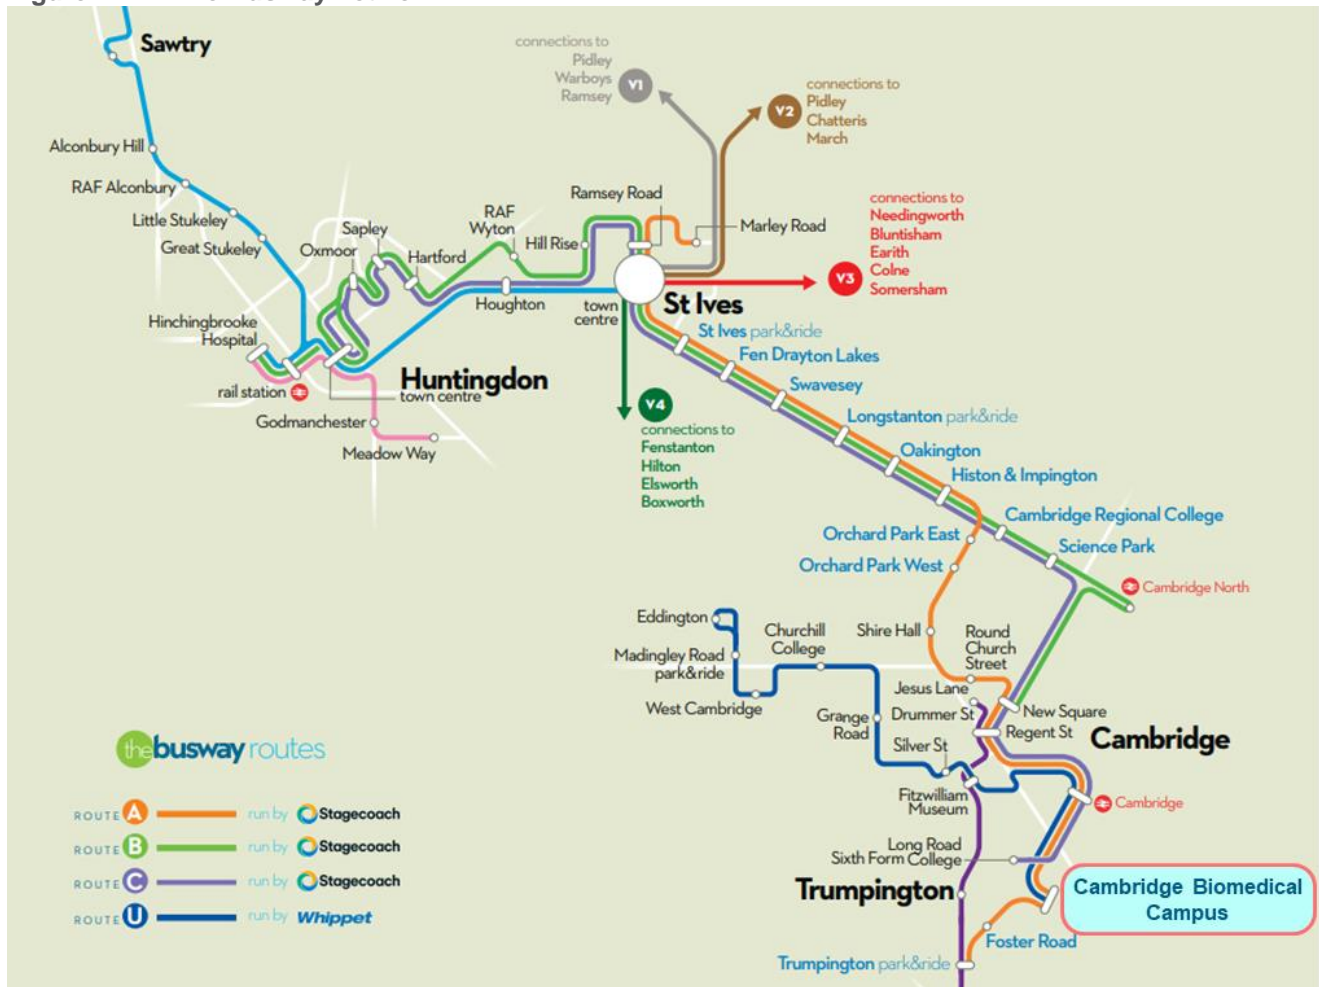 Sawtry
connections to
Pidley
Warboys
Ramsey
V1
V2
connections to
Pidley
Chatteris
March
Alconbury Hill
RAF Alconbury
Little Stukeley
Great Stukeley
Sapley
Oxmoor
Hartford
RAF
Wyton
Hill Rise
Ramsey Road
Marley Road
connections to
Needingworth
Bluntisham
Earith
Colne
Somersham
V3
Houghton
town
centre
St Ives
Hinchingbrooke
Hospital
rail station
Huntingdon
town centre
Godmanchester
Meadow Way
V4
connections to
Fenstanton
Hilton
Elsworth
Boxworth
St Ives park&ride
Fen Drayton Lakes
Swavesey
Longstanton park&ride
Oakington
Histon & Impington
Cambridge Regional College
Orchard Park East
Science Park
Orchard Park West
Cambridge North
Eddington
Churchill
College
Shire Hall
Round
Church
Street
Madingley Road
park&ride
West Cambridge
Jesus Lane
Grange
Road
Drummer St
New Square
Regent St
Silver St
Cambridge
Fitzwilliam
Museum
Cambridge
Long Road
Sixth Form College
Trumpington
Cambridge Biomedical
Campus
Foster Road
Trumpington park&ride
the busway routes
ROUTE A run by Stagecoach
ROUTE B run by Stagecoach
ROUTE C run by Stagecoach
ROUTE U run by Whippet